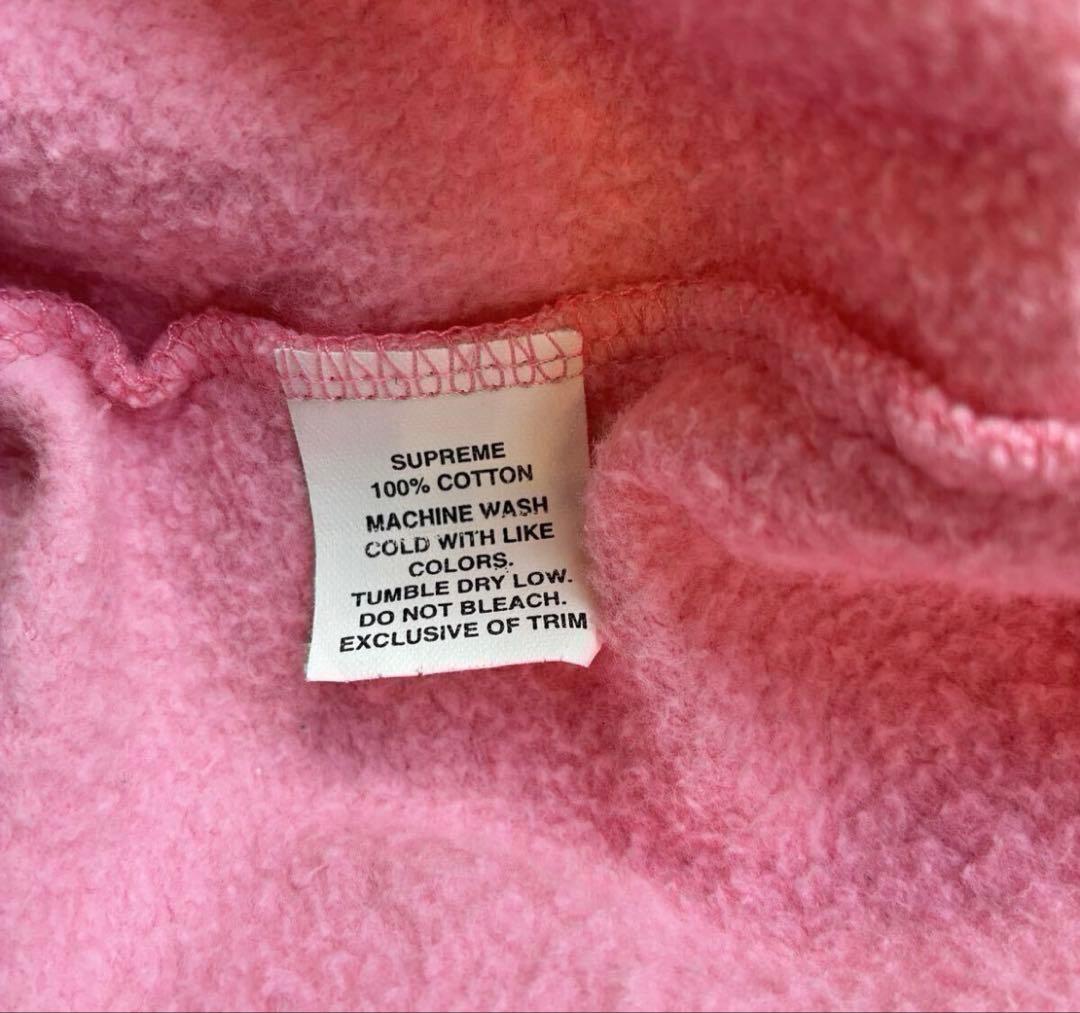 SUPREME
100% COTTON
MACHINE WASH
COLD WITH LIKE
COLORS.
TUMBLE DRY LOW.
DO NOT BLEACH.
EXCLUSIVE OF TRIM